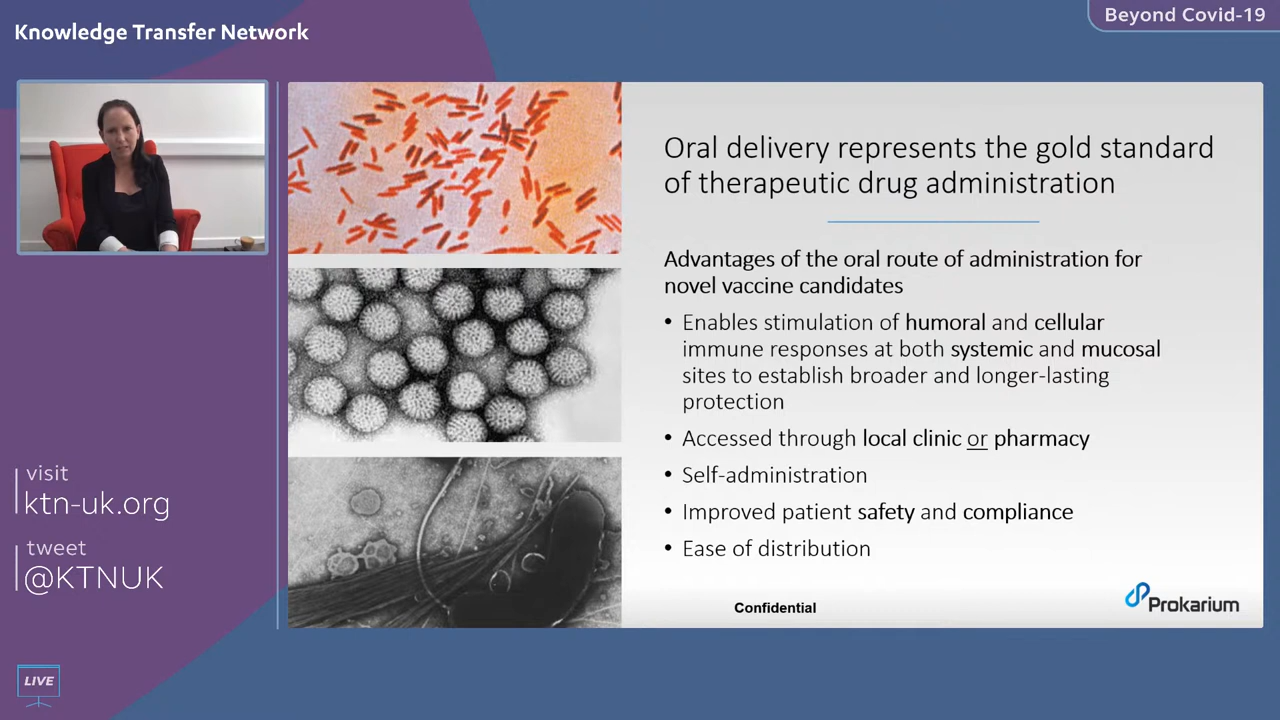 Knowledge Transfer Network
Beyond Covid-19
Oral delivery represents the gold standard
of therapeutic drug administration
Advantages of the oral route of administration for
novel vaccine candidates
• Enables stimulation of humoral and cellular
immune responses at both systemic and mucosal
sites to establish broader and longer-lasting
protection
• Accessed through local clinic or pharmacy
• Self-administration
• Improved patient safety and compliance
• Ease of distribution
Confidential
Prokarium
visit
ktn-uk.org
tweet
@KTNUK
LIVE